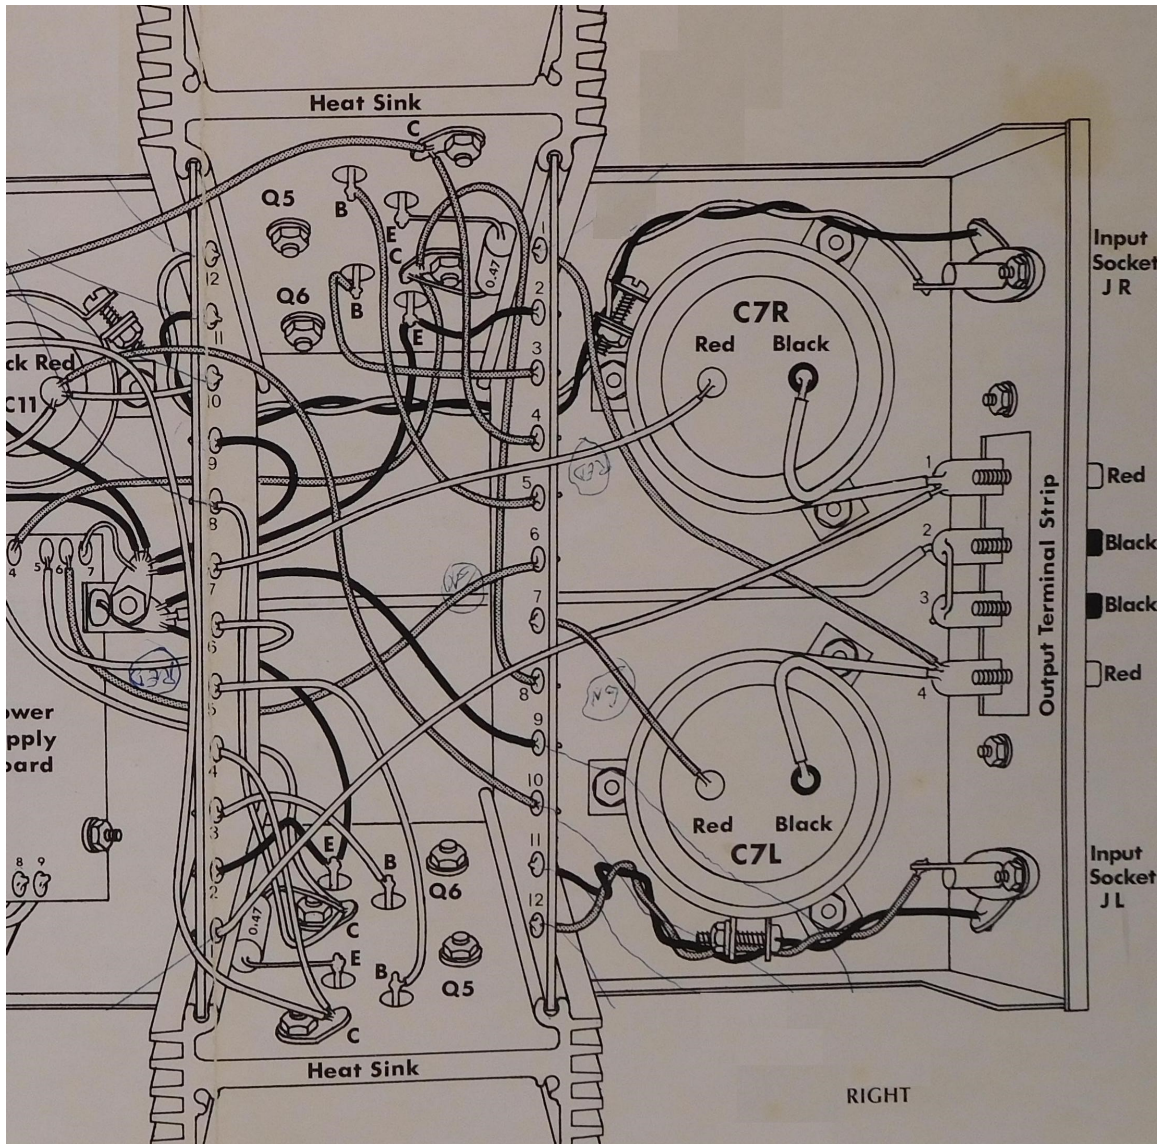 Heat Sink
C
Q5
B
E
C
0.47
Q6
B
E
1
2
3
4
5
6
7
8
9
10
11
12
12
11
10
9
8
7
6
5
4
3
2
ck Red
C11
4
5
6
7
ower
pply
oard
8 9
RED
RED
GN
C7R
Red Black
Input
Socket
J R
1
2
3
4
Output Terminal Strip
Red
Black
Black
Red
Red Black
C7L
Input
Socket
J L
E
B
Q6
C
0.47
E
B
Q5
C
Heat Sink
RIGHT